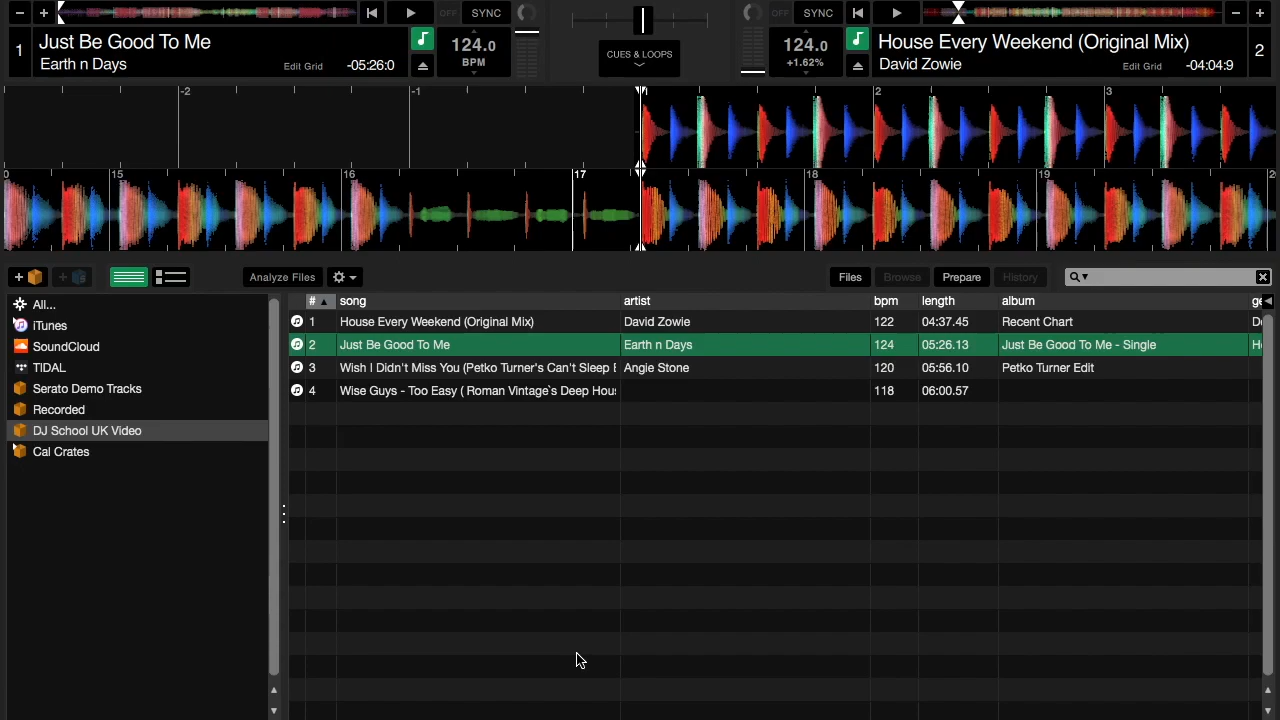 − + SYNC OFF
OFF SYNC − +
1 Just Be Good To Me
Earth n Days Edit Grid -05:26:0
124.0
BPM
CUES & LOOPS
124.0
+1.62%
House Every Weekend (Original Mix) 2
David Zowie Edit Grid -04:04:9
-2 -1 1 2 3
0 15 16 17 18 19 2
+ + Analyze Files Files Browse Prepare History
All...
iTunes
SoundCloud
TIDAL
Serato Demo Tracks
Recorded
DJ School UK Video
Cal Crates
# song artist bpm length album ge
1 House Every Weekend (Original Mix) David Zowie 122 04:37.45 Recent Chart D
2 Just Be Good To Me Earth n Days 124 05:26.13 Just Be Good To Me - Single H
3 Wish I Didn't Miss You (Petko Turner's Can't Sleep E Angie Stone 120 05:56.10 Petko Turner Edit
4 Wise Guys - Too Easy ( Roman Vintage`s Deep Hous 118 06:00.57